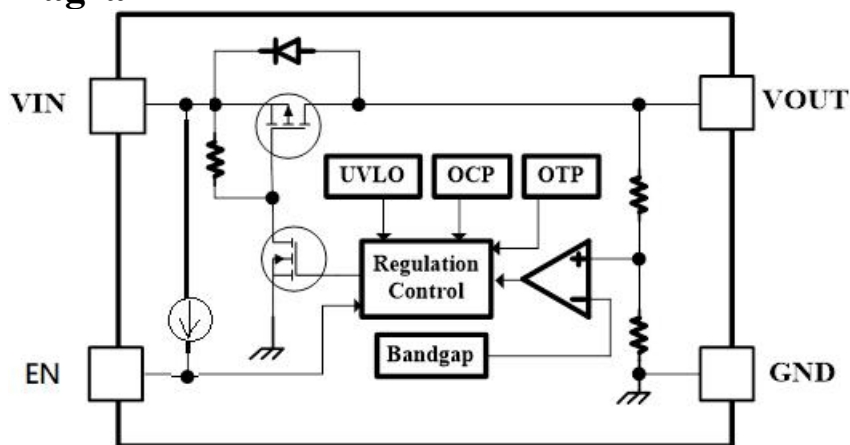 VIN
VOUT
UVLO
OCP
OTP
Regulation
Control
+
−
Bandgap
EN
GND